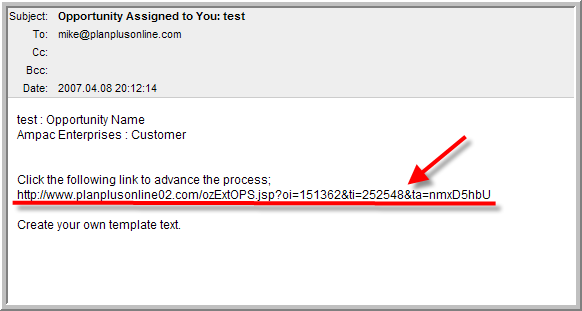 Subject: Opportunity Assigned to You: test
To: mike@planplusonline.com
Cc:
Bcc:
Date: 2007.04.08 20:12:14
test : Opportunity Name
Ampac Enterprises : Customer
Click the following link to advance the process;
http://www.planplusonline02.com/ozExtOPS.jsp?oi=151362&ti=252548&ta=nmxD5hbU
Create your own template text.